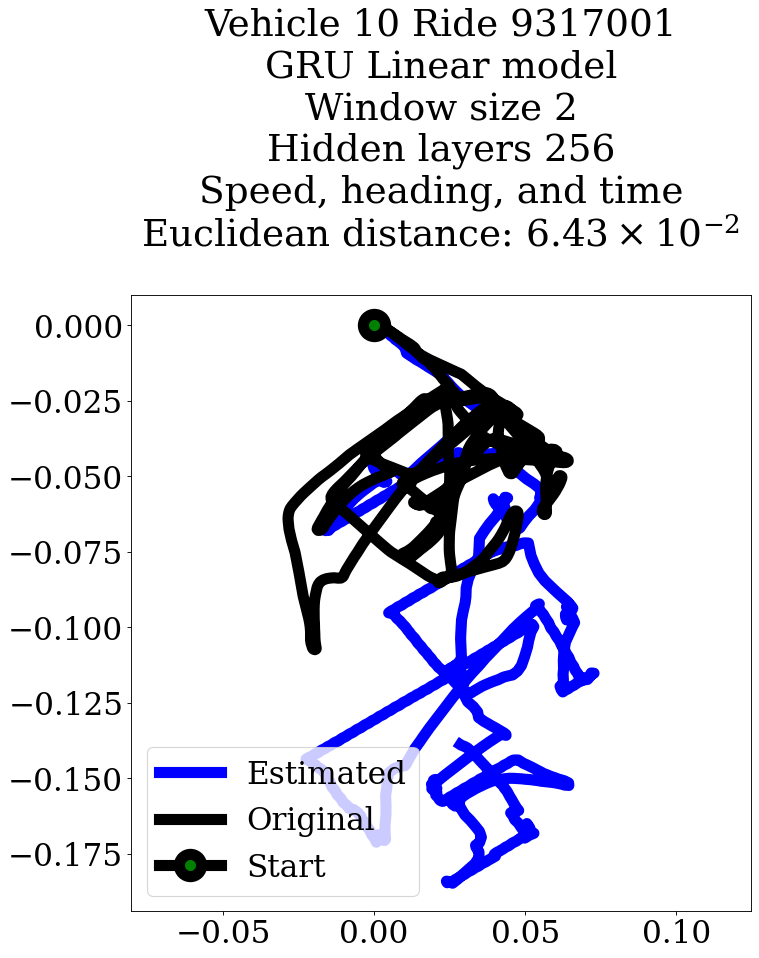 Vehicle 10 Ride 9317001
GRU Linear model
Window size 2
Hidden layers 256
Speed, heading, and time
Euclidean distance: 6.43 × 10⁻²
0.000
−0.025
−0.050
−0.075
−0.100
−0.125
−0.150
−0.175
Estimated
Original
Start
−0.05 0.00 0.05 0.10